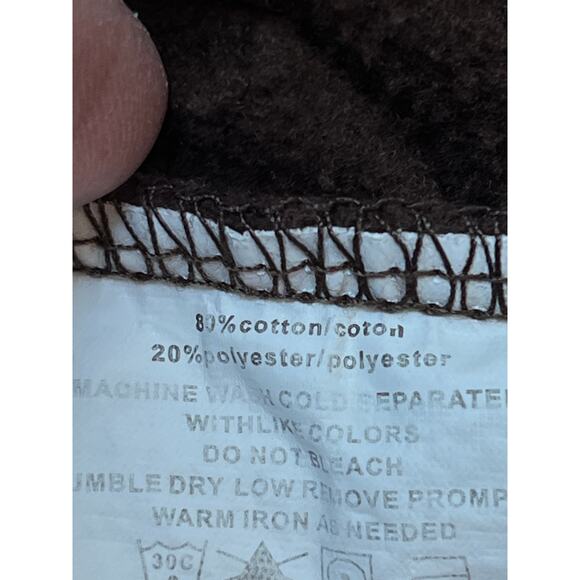 80%cotton/coton
20%polyester/polyester
MACHINE WASH COLD SEPARATEL
WITHLIKE COLORS
DO NOT BLEACH
UMBLE DRY LOW REMOVE PROMP
WARM IRON AS NEEDED
30C